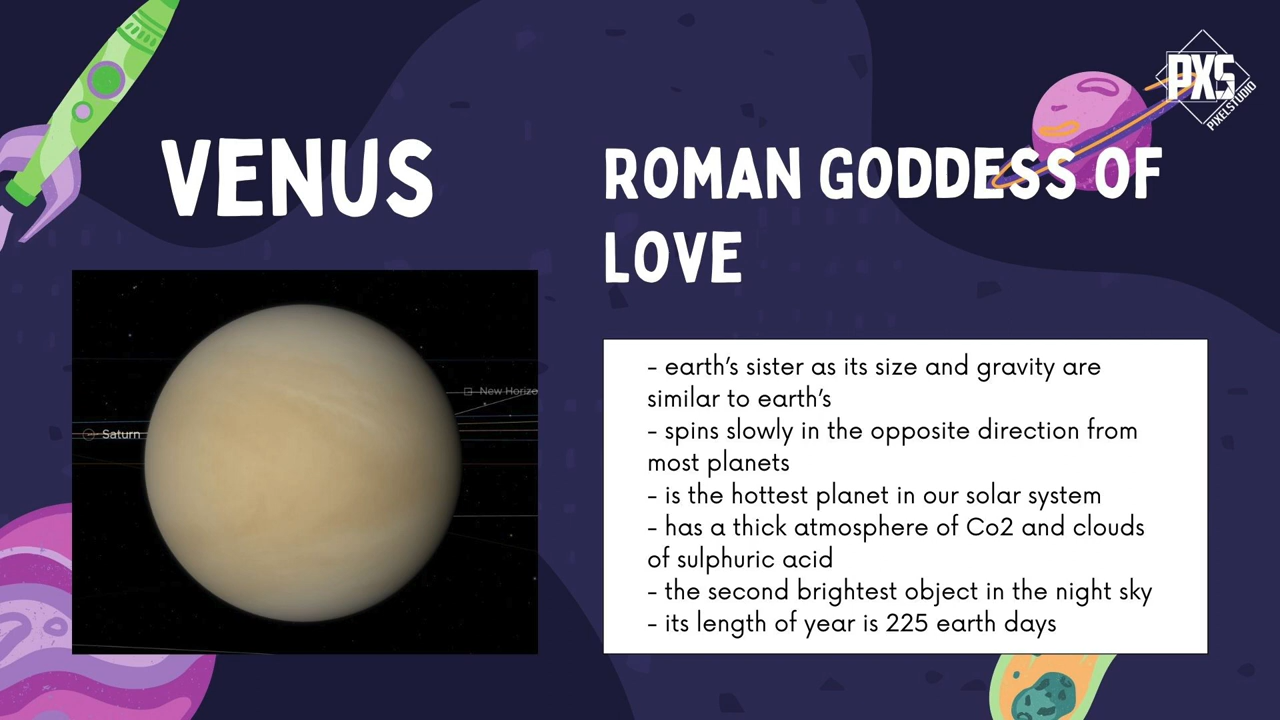 VENUS
ROMAN GODDESS OF
LOVE
PXS
PIXELSTUDIO
Saturn
New Horizo
- earth's sister as its size and gravity are
similar to earth's
- spins slowly in the opposite direction from
most planets
- is the hottest planet in our solar system
- has a thick atmosphere of Co2 and clouds
of sulphuric acid
- the second brightest object in the night sky
- its length of year is 225 earth days